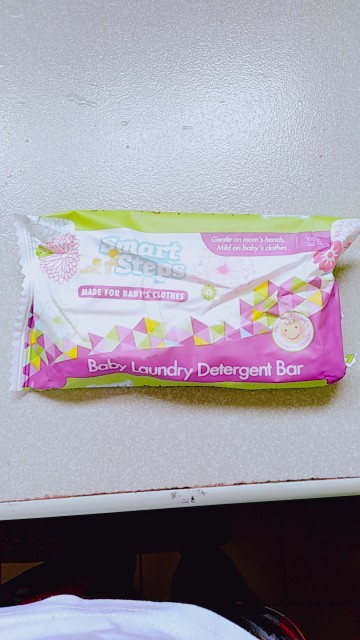 Smart
Steps
Gentle on mom's hands,
Mild on baby's clothes.
MADE FOR BABY'S CLOTHES
Baby Laundry Detergent Bar